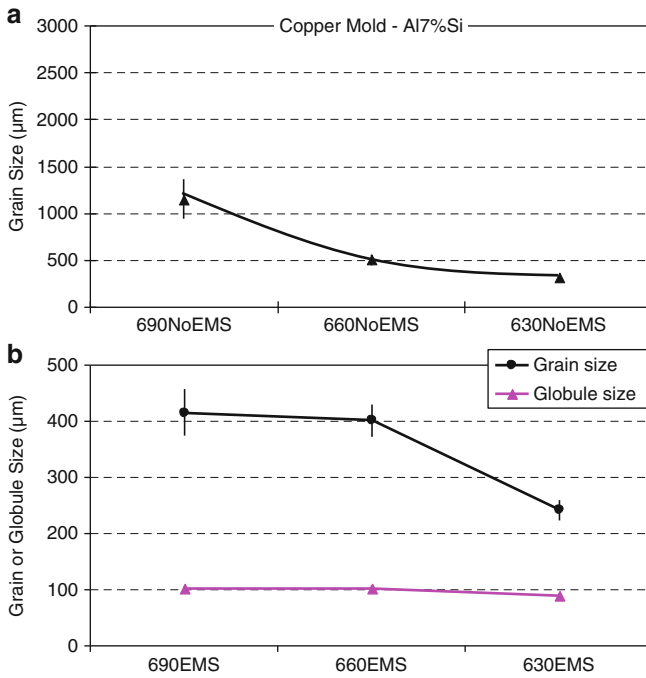 a
Copper Mold - Al7%Si
3000
2500
2000
1500
1000
500
0
Grain Size (µm)
690NoEMS 660NoEMS 630NoEMS
b
500
400
300
200
100
0
Grain or Globule Size (µm)
Grain size
Globule size
690EMS 660EMS 630EMS